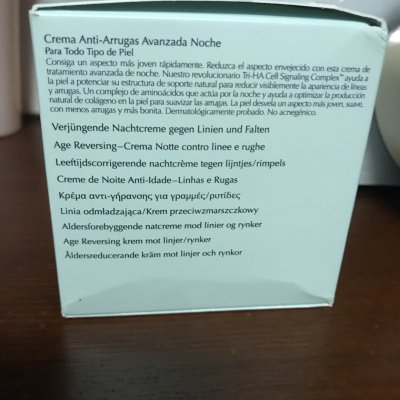 Crema Anti-Arrugas Avanzada Noche
Para Todo Tipo de Piel
Consiga un aspecto más joven rápidamente. Reduzca el aspecto envejecido con esta crema de
tratamiento avanzada de noche. Nuestro revolucionario Tri-HA Cell Signaling Complex™ ayuda a
la piel a potenciar su estructura de soporte natural para reducir visiblemente la apariencia de líneas
y arrugas. Un complejo de aminoácidos que actúa por la noche y ayuda a optimizar la producción
natural de colágeno en la piel para suavizar las arrugas. La piel desvela un aspecto más joven, suave,
con menos arrugas y más bonita. Dermatológicamente probado. No acnegénico.
Verjüngende Nachtcreme gegen Linien und Falten
Age Reversing–Crema Notte contro linee e rughe
Leeftijdscorrigerende nachtcrème tegen lijntjes/rimpels
Creme de Noite Anti-Idade–Linhas e Rugas
Κρέμα αντι-γήρανσης για γραμμές/ρυτίδες
Linia odmładzająca/Krem przeciwzmarszczkowy
Aldersforebyggende natcreme mod linier og rynker
Age Reversing krem mot linjer/rynker
Åldersreducerande kräm mot linjer och rynkor